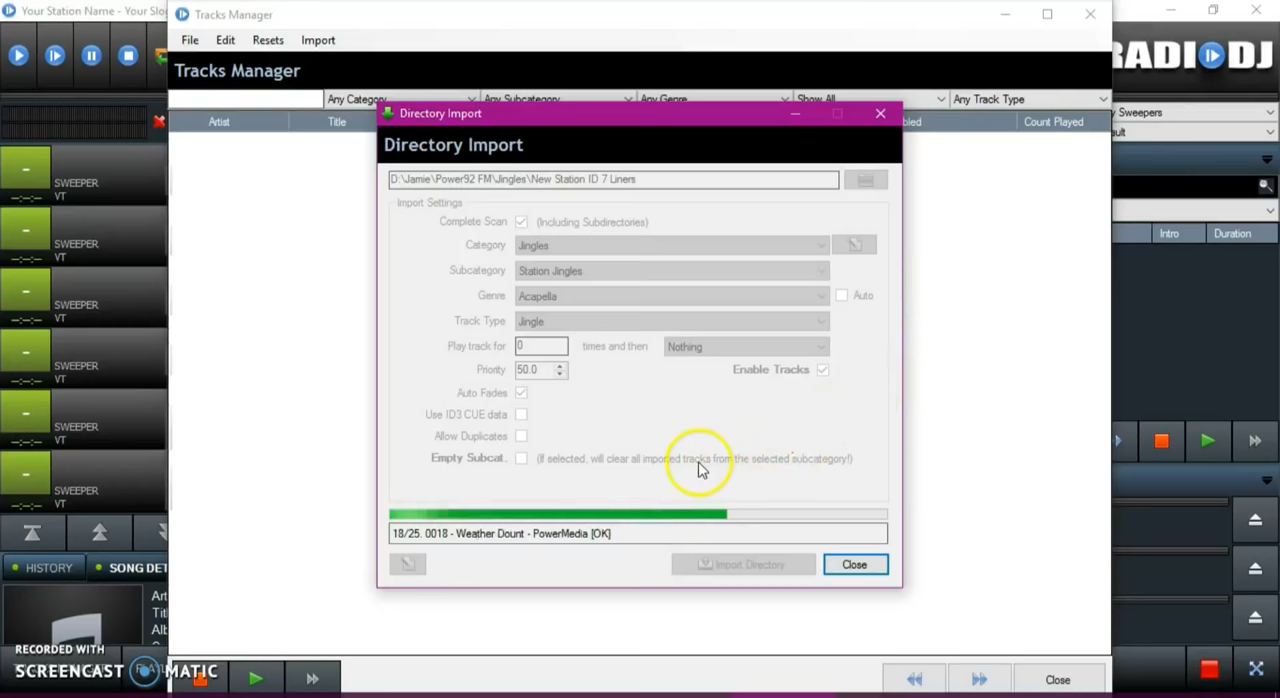 Your Station Name - Your Slo
Tracks Manager
File Edit Resets Import
RADIODJ
Tracks Manager
Any Category Any Subcategory Any Genre Show All Any Track Type
Artist Title Count Played
Directory Import
Sweepers
Directory Import
D:\Jamie\Power92 FM\Jingles\New Station ID 7 Liners
Import Settings
Complete Scan (Including Subdirectories)
Category Jingles
Subcategory Station Jingles
Genre Acapella Auto
Track Type Jingle
Play track for 0 times and then Nothing
Priority 50.0 Enable Tracks
Auto Fades
Use ID3 CUE data
Allow Duplicates
Empty Subcat. (If selected, will clear all imported tracks from the selected subcategory!)
18/25. 0018 - Weather Dount - PowerMedia [OK]
Import Directory Close
SWEEPER
-:--:- VT
SWEEPER
-:--:- VT
SWEEPER
-:--:- VT
SWEEPER
-:--:- VT
SWEEPER
-:--:- VT
SWEEPER
-:--:- VT
Intro Duration
HISTORY SONG DET
Art
Titl
Alb
RECORDED WITH
SCREENCAST MATIC
Close